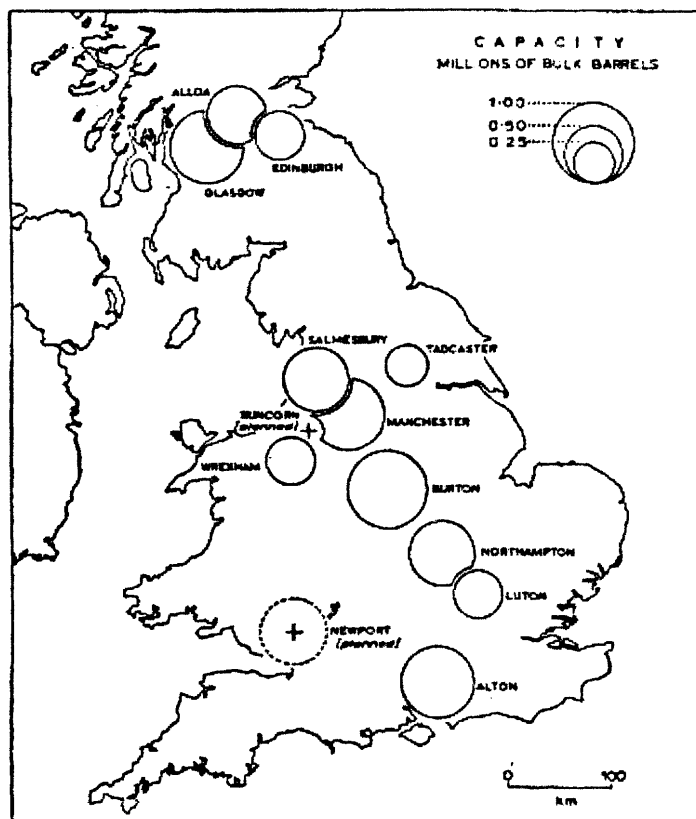 CAPACITY
MILLIONS OF BULK BARRELS
1·00
0·50
0·25
ALLOA
EDINBURGH
GLASGOW
SALMESBURY
TADCASTER
RUNCORN
[planned]
MANCHESTER
WREXHAM
BURTON
NORTHAMPTON
LUTON
NEWPORT
[planned]
ALTON
0 100
km